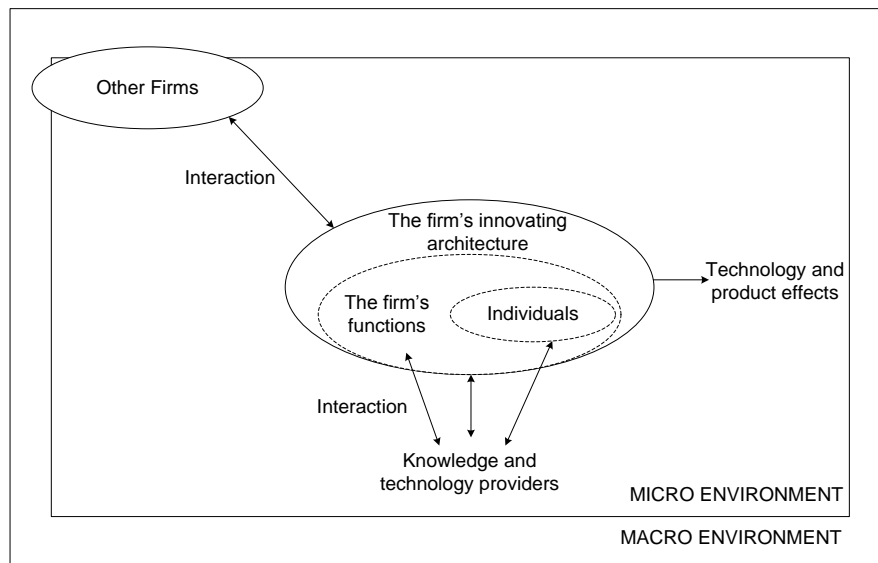 Other Firms
Interaction
The firm's innovating
architecture
Technology and
product effects
The firm's
functions
Individuals
Interaction
Knowledge and
technology providers
MICRO ENVIRONMENT
MACRO ENVIRONMENT